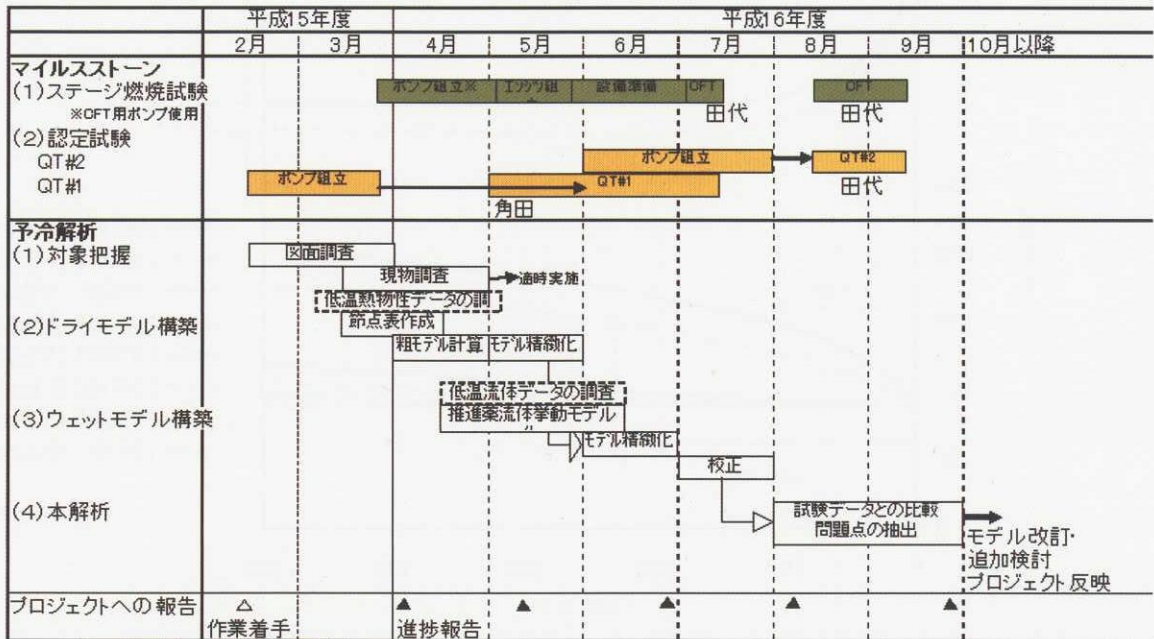 平成15年度 平成16年度
2月 3月 4月 5月 6月 7月 8月 9月 10月以降
マイルスストーン
(1)ステージ燃焼試験 ポンプ組立※ 設備準備 CFT CFT
※CFT用ポンプ使用 田代 田代
(2)認定試験
QT#2 ポンプ組立 QT#2
QT#1 ポンプ組立 QT#1 田代
角田
予冷解析
(1)対象把握 図面調査
現物調査 適時実施
低温熱物性データの調
(2)ドライモデル構築 節点表作成
粗モデル計算 モデル精緻化
低温流体データの調査
(3)ウェットモデル構築 推進薬流体挙動モデル
モデル精緻化
校正
(4)本解析 試験データとの比較
問題点の抽出
モデル改訂・
追加検討
プロジェクト反映
プロジェクトへの報告 △ ▲ ▲ ▲ ▲ ▲
作業着手 進捗報告